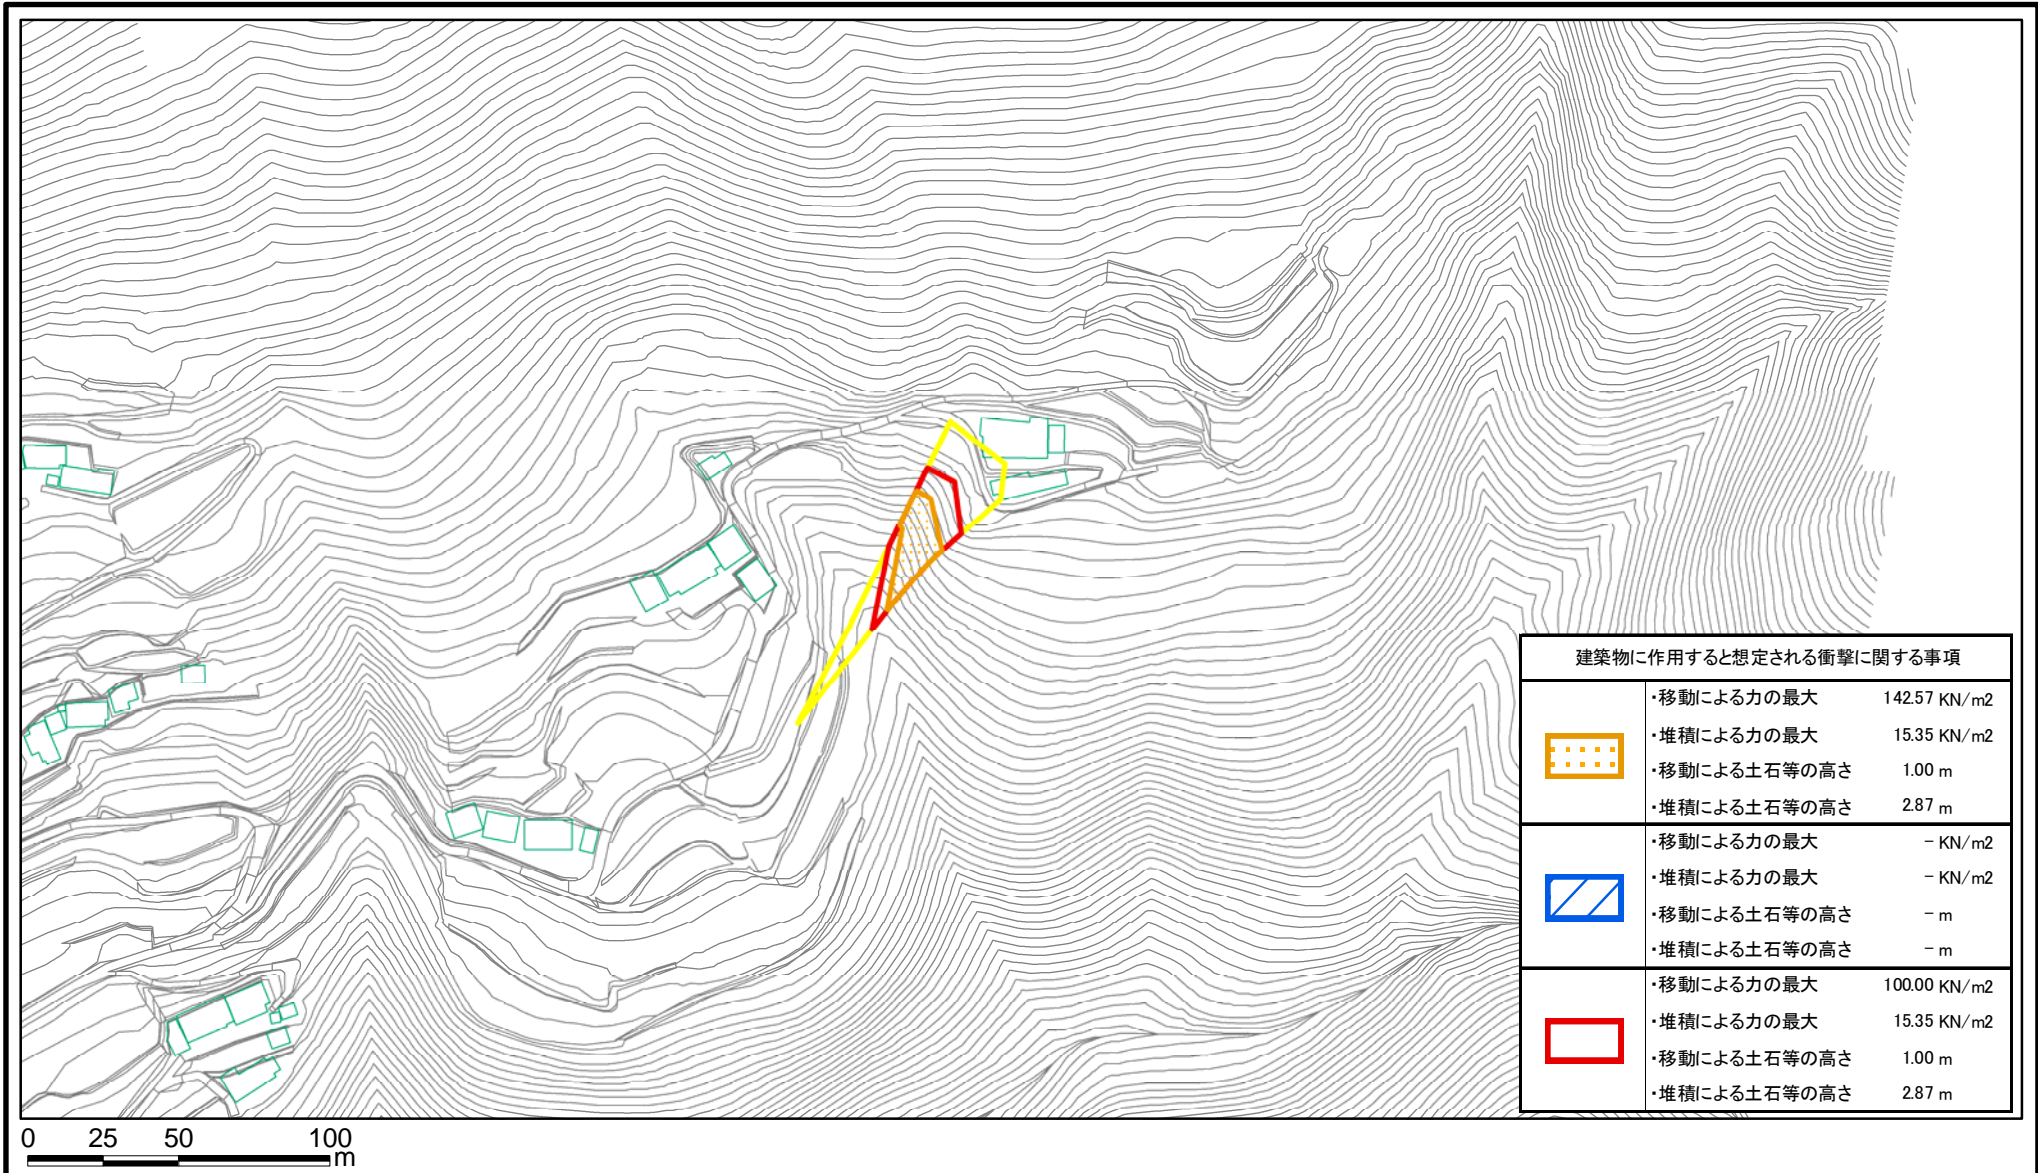 建築物に作用すると想定される衝撃に関する事項
・移動による力の最大 142.57 KN/m2
・堆積による力の最大 15.35 KN/m2
・移動による土石等の高さ 1.00 m
・堆積による土石等の高さ 2.87 m
・移動による力の最大 − KN/m2
・堆積による力の最大 − KN/m2
・移動による土石等の高さ − m
・堆積による土石等の高さ − m
・移動による力の最大 100.00 KN/m2
・堆積による力の最大 15.35 KN/m2
・移動による土石等の高さ 1.00 m
・堆積による土石等の高さ 2.87 m
0 25 50 100
m